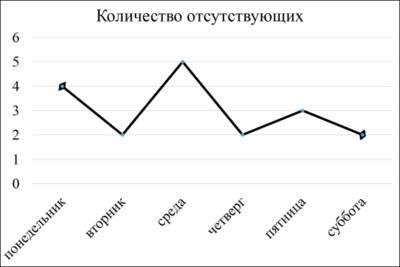 Количество отсутствующих
6
5
4
3
2
1
0
понедельник
вторник
среда
четверг
пятница
суббота